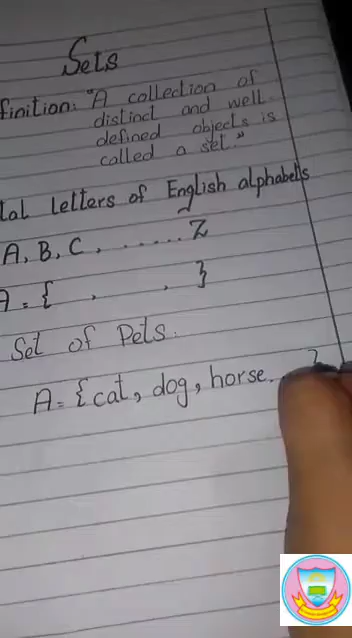 Sets
finition: "A collection of
distinct and well
defined objects is
called a set."
tal letters of English alphabets
A, B, C, ....... Z
A = { , , }
Set of Pets.
A = {cat, dog, horse....}